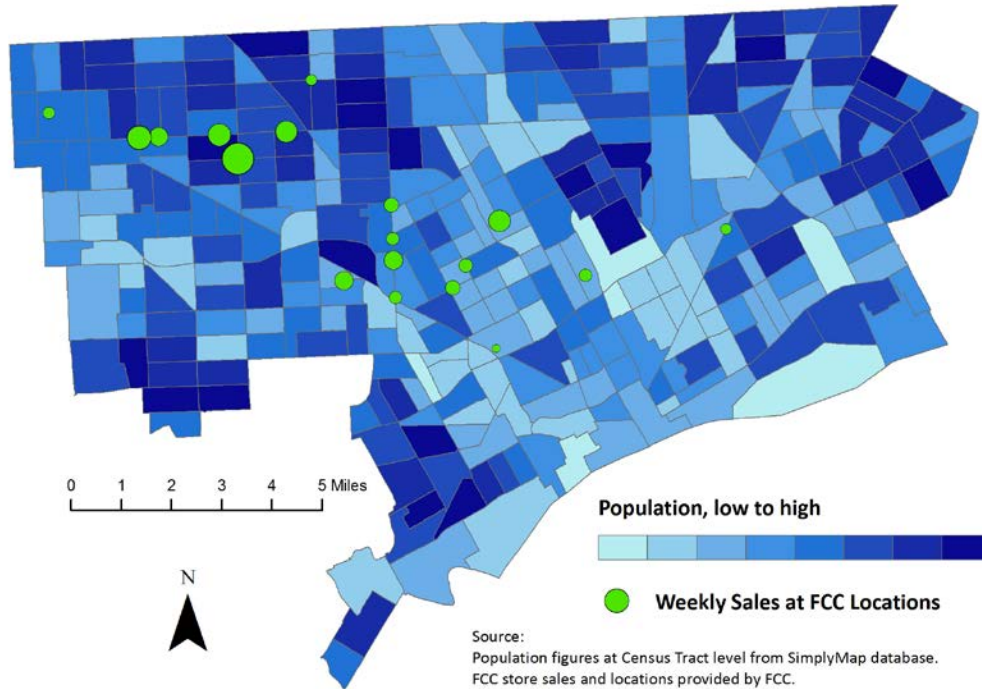 0 1 2 3 4 5 Miles
N
Population, low to high
Weekly Sales at FCC Locations
Source:
Population figures at Census Tract level from SimplyMap database.
FCC store sales and locations provided by FCC.